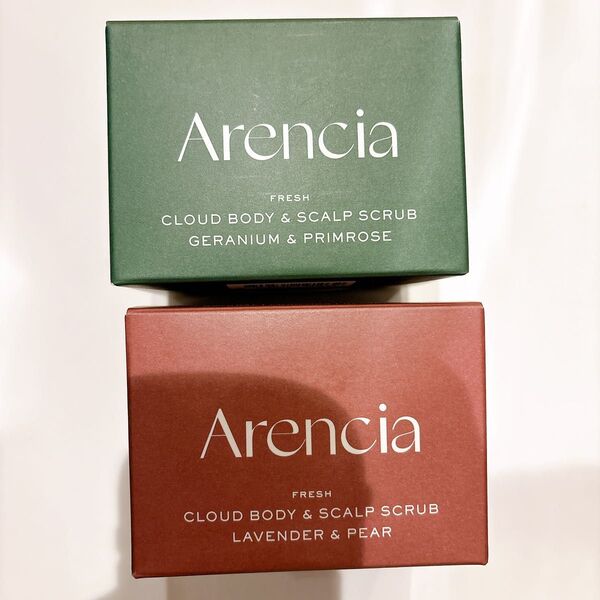 Arencia
FRESH
CLOUD BODY & SCALP SCRUB
GERANIUM & PRIMROSE
Arencia
FRESH
CLOUD BODY & SCALP SCRUB
LAVENDER & PEAR